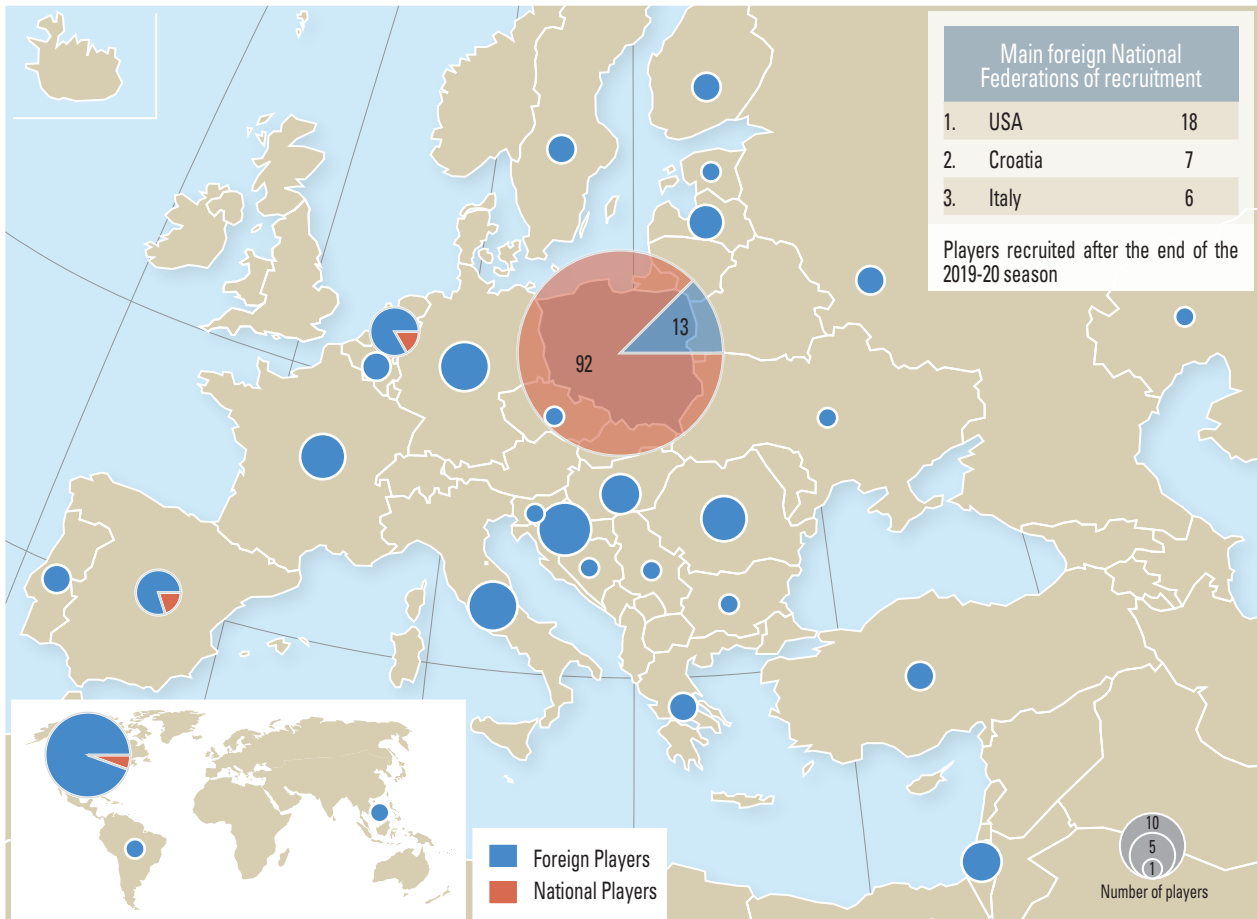 Main foreign National
Federations of recruitment
1. USA 18
2. Croatia 7
3. Italy 6
Players recruited after the end of the
2019-20 season
13
92
Foreign Players
National Players
10
5
1
Number of players